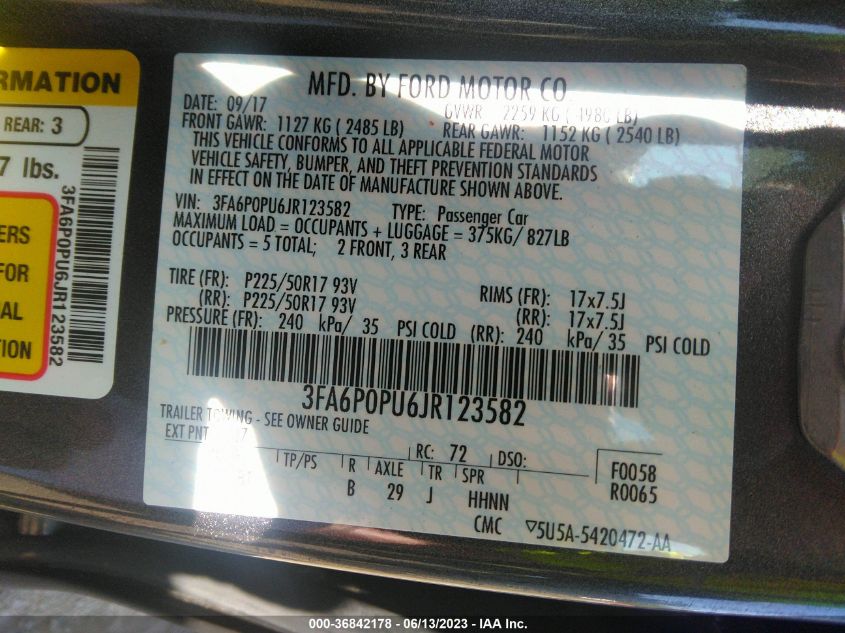 MFD. BY FORD MOTOR CO.
DATE: 09/17 GVWR 2259 KG ( 4980 LB)
FRONT GAWR: 1127 KG ( 2485 LB) REAR GAWR: 1152 KG ( 2540 LB)
THIS VEHICLE CONFORMS TO ALL APPLICABLE FEDERAL MOTOR
VEHICLE SAFETY, BUMPER, AND THEFT PREVENTION STANDARDS
IN EFFECT ON THE DATE OF MANUFACTURE SHOWN ABOVE.
VIN: 3FA6P0PU6JR123582 TYPE: Passenger Car
MAXIMUM LOAD = OCCUPANTS + LUGGAGE = 375KG/ 827LB
OCCUPANTS = 5 TOTAL; 2 FRONT, 3 REAR
TIRE (FR): P225/50R17 93V RIMS (FR): 17x7.5J
(RR): P225/50R17 93V (RR): 17x7.5J
PRESSURE (FR): 240 kPa/ 35 PSI COLD (RR): 240 kPa/ 35 PSI COLD
3FA6P0PU6JR123582
TRAILER TOWING - SEE OWNER GUIDE
EXT PNT RC: 72 DSO:
TP/PS R AXLE TR SPR
B 29 J HHNN
F0058
R0065
CMC 5U5A-5420472-AA
ORMATION
REAR: 3
7 lbs.
3FA6P0PU6JR123582
ERS
FOR
AL
TION
000-36842178 - 06/13/2023 - IAA Inc.